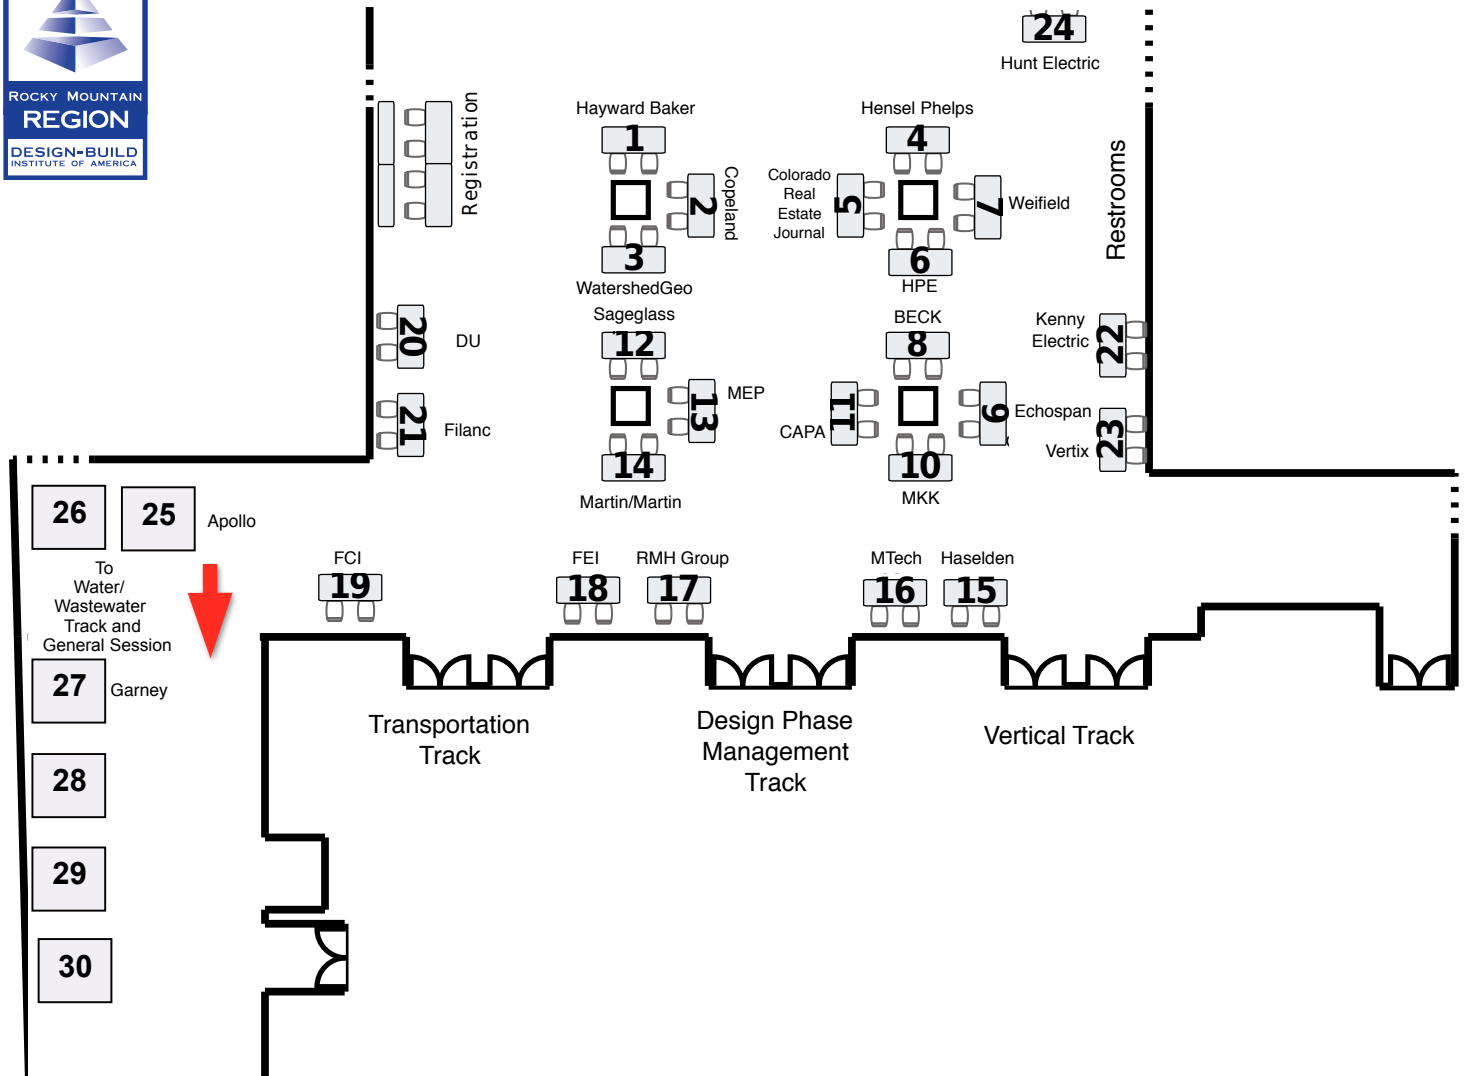 ROCKY MOUNTAIN
REGION
DESIGN-BUILD
INSTITUTE OF AMERICA
24
Hunt Electric
Registration
Hayward Baker
1
2
Copeland
3
WatershedGeo
Hensel Phelps
4
Colorado
Real
Estate
Journal
5
7
Weifield
6
HPE
Restrooms
20
DU
21
Filanc
Sageglass
12
13
MEP
14
Martin/Martin
BECK
8
11
CAPA
9
Echospan
10
MKK
Kenny
Electric
22
Vertix
23
26
25
Apollo
To
Water/
Wastewater
Track and
General Session
27
Garney
28
29
30
FCI
19
FEI
18
RMH Group
17
MTech
16
Haselden
15
Transportation
Track
Design Phase
Management
Track
Vertical Track